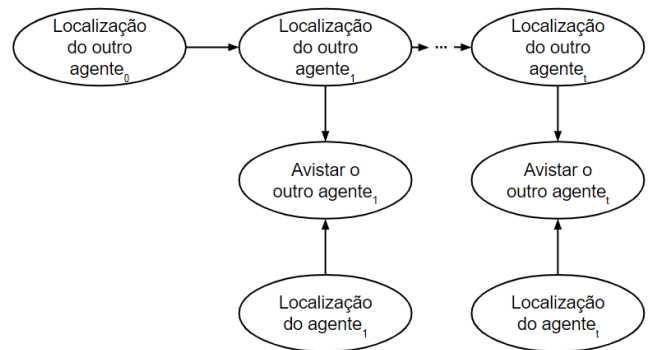 Localização
do outro
agente₀
Localização
do outro
agente₁
...
Localização
do outro
agenteₜ
Avistar o
outro agente₁
Avistar o
outro agenteₜ
Localização
do agente₁
Localização
do agenteₜ